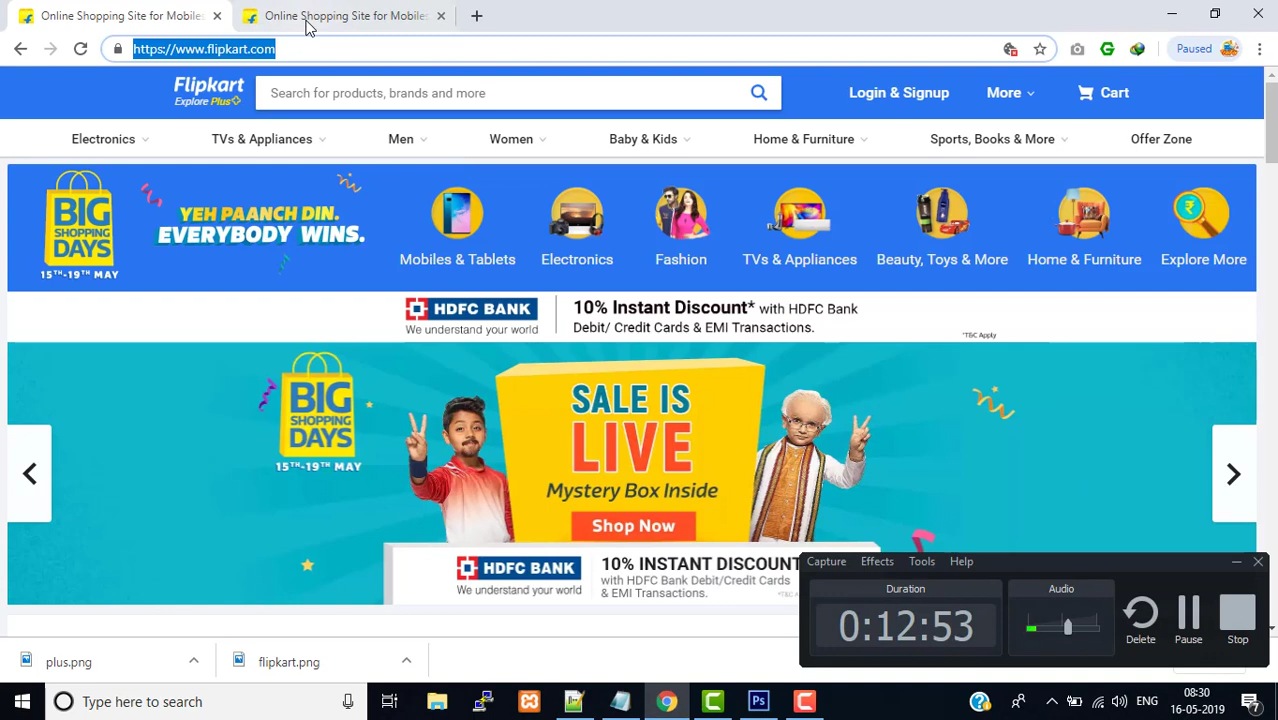 Online Shopping Site for Mobiles
Online Shopping Site for Mobiles
https://www.flipkart.com
Paused
Flipkart
Explore Plus
Search for products, brands and more
Login & Signup
More
Cart
Electronics
TVs & Appliances
Men
Women
Baby & Kids
Home & Furniture
Sports, Books & More
Offer Zone
BIG
SHOPPING
DAYS
15TH-19TH MAY
YEH PAANCH DIN.
EVERYBODY WINS.
Mobiles & Tablets
Electronics
Fashion
TVs & Appliances
Beauty, Toys & More
Home & Furniture
Explore More
HDFC BANK
We understand your world
10% Instant Discount* with HDFC Bank
Debit/ Credit Cards & EMI Transactions.
*T&C Apply
BIG
SHOPPING
DAYS
15TH-19TH MAY
SALE IS
LIVE
Mystery Box Inside
Shop Now
HDFC BANK
We understand your world
10% INSTANT DISCOUNT
with HDFC Bank Debit/Credit Cards
& EMI Transactions.
Capture
Effects
Tools
Help
Duration
0:12:53
Audio
Delete
Pause
Stop
plus.png
flipkart.png
Type here to search
ENG
08:30
16-05-2019
7